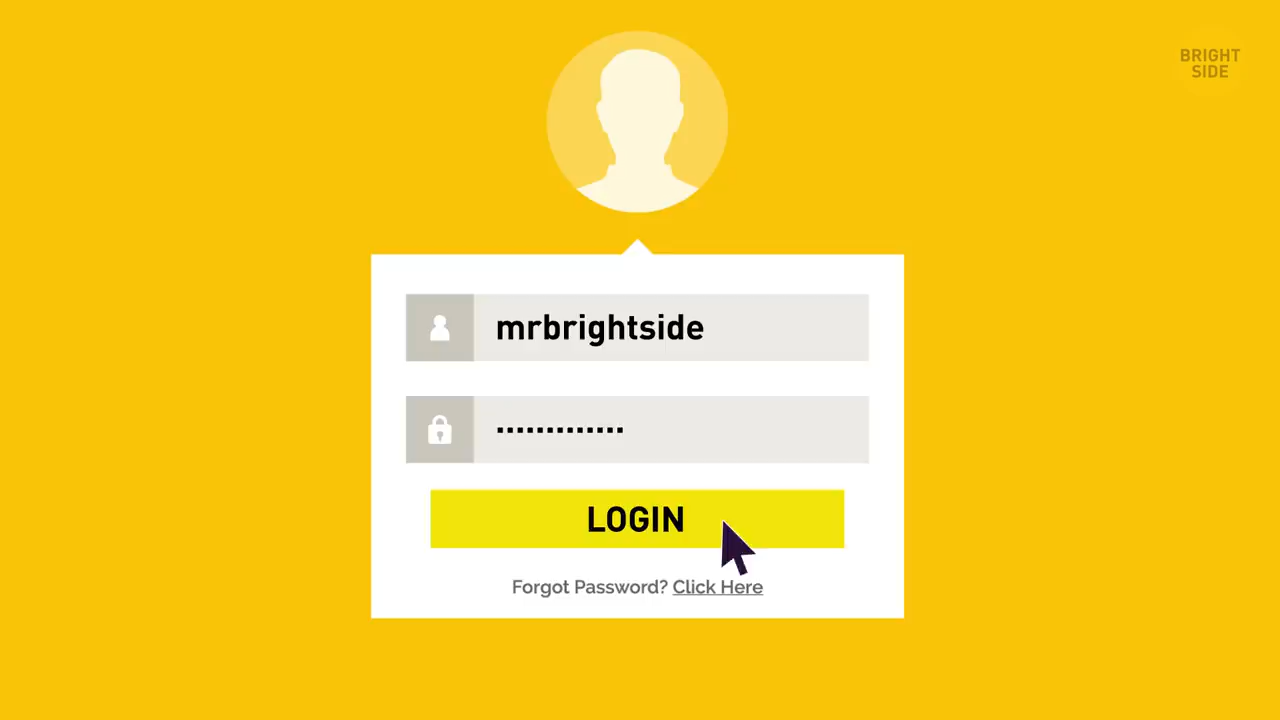 BRIGHT
SIDE
mrbrightside
•••••••••••••
LOGIN
Forgot Password? Click Here